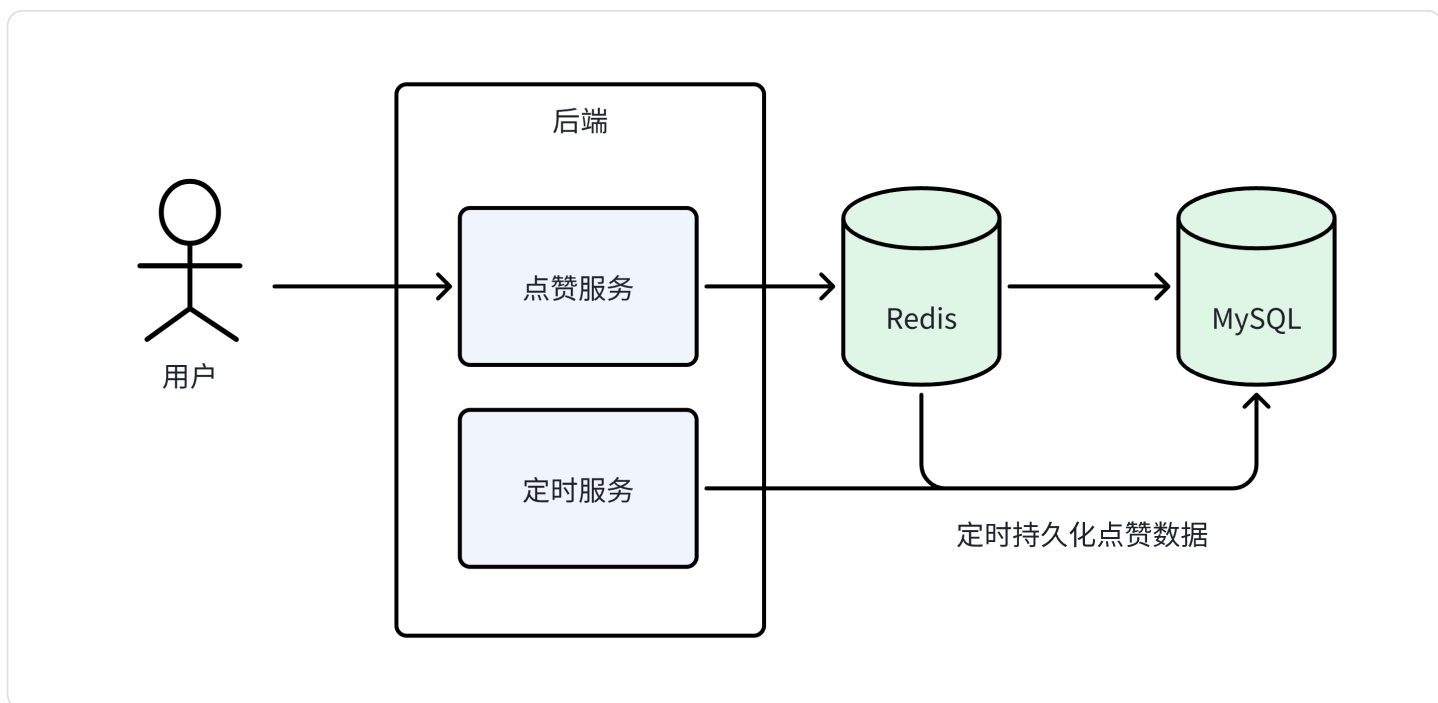 后端
用户
点赞服务
Redis
MySQL
定时服务
定时持久化点赞数据